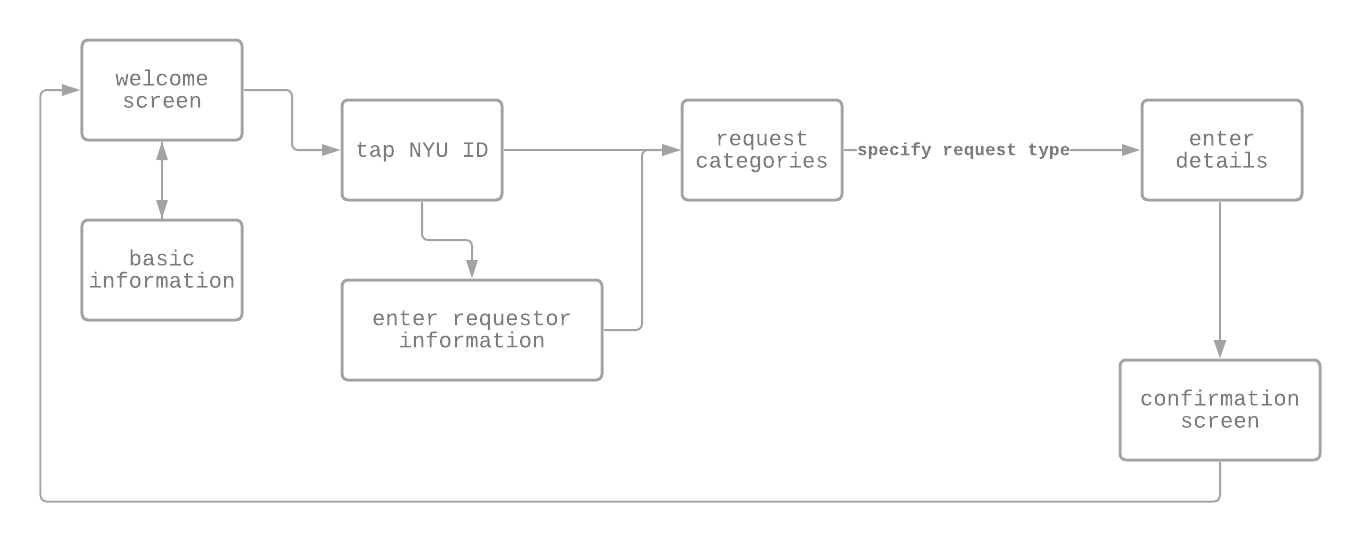 welcome
screen
tap NYU ID
request
categories
specify request type
enter
details
basic
information
enter requestor
information
confirmation
screen